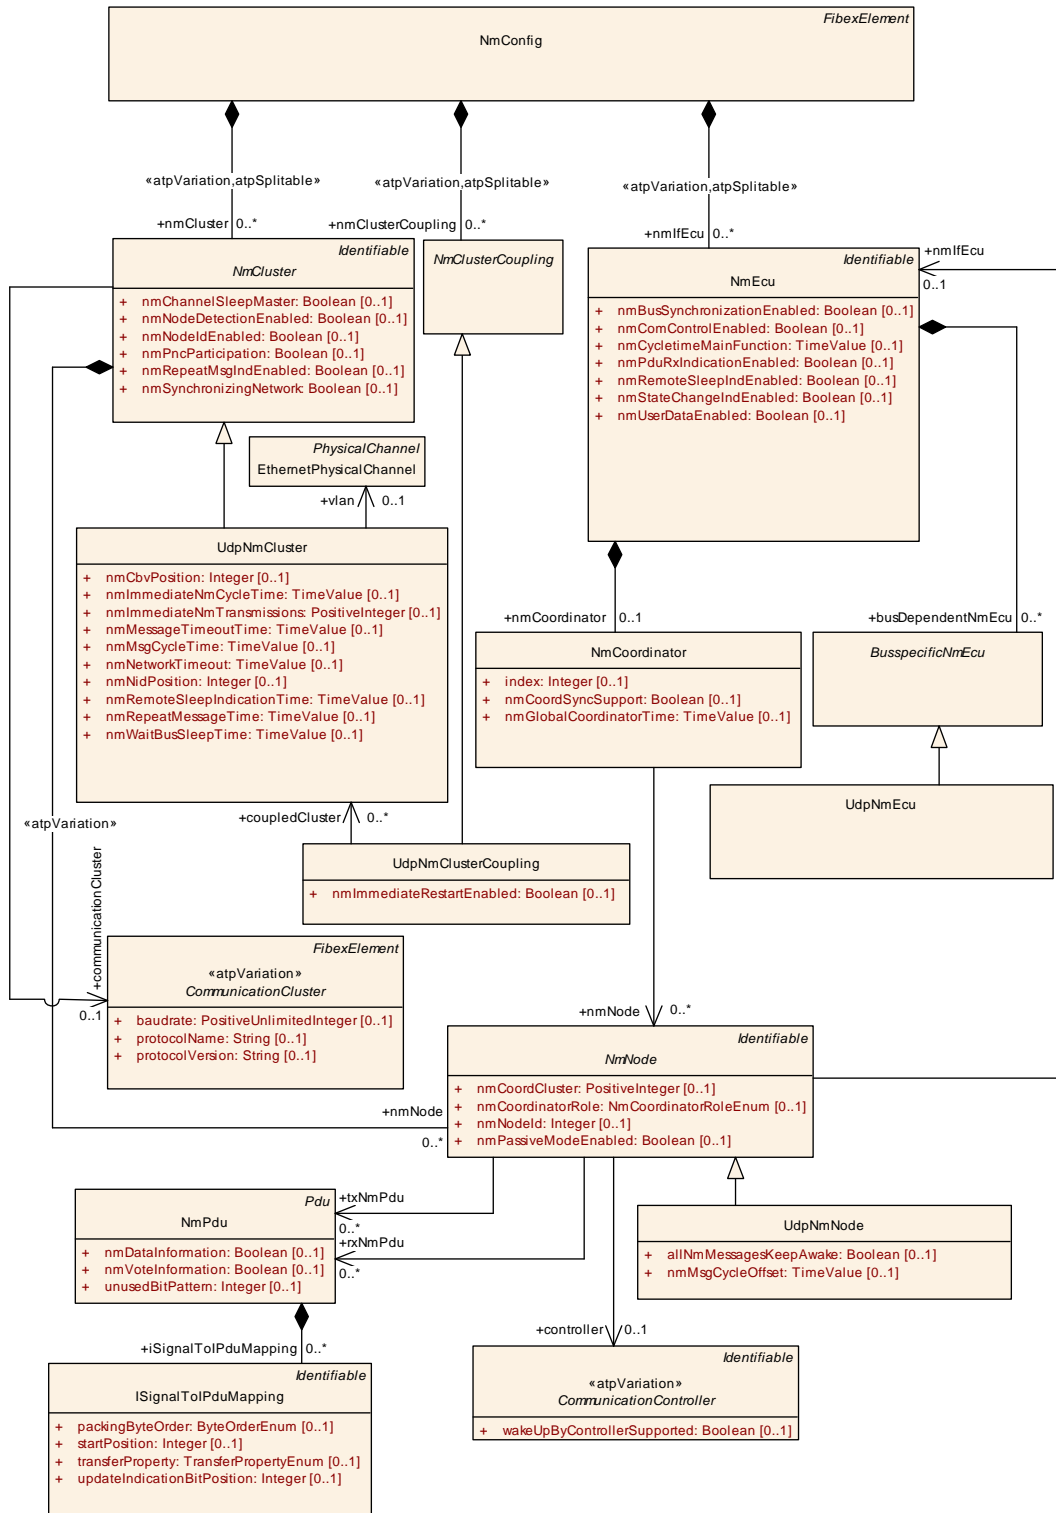 FibexElement
NmConfig
«atpVariation,atpSplitable»
«atpVariation,atpSplitable»
«atpVariation,atpSplitable»
+nmCluster 0..*
+nmClusterCoupling 0..*
+nmIfEcu 0..*
Identifiable
NmCluster
+ nmChannelSleepMaster: Boolean [0..1]
+ nmNodeDetectionEnabled: Boolean [0..1]
+ nmNodeIdEnabled: Boolean [0..1]
+ nmPncParticipation: Boolean [0..1]
+ nmRepeatMsgIndEnabled: Boolean [0..1]
+ nmSynchronizingNetwork: Boolean [0..1]
NmClusterCoupling
Identifiable
NmEcu
+ nmBusSynchronizationEnabled: Boolean [0..1]
+ nmComControlEnabled: Boolean [0..1]
+ nmCycletimeMainFunction: TimeValue [0..1]
+ nmPduRxIndicationEnabled: Boolean [0..1]
+ nmRemoteSleepIndEnabled: Boolean [0..1]
+ nmStateChangeIndEnabled: Boolean [0..1]
+ nmUserDataEnabled: Boolean [0..1]
+nmIfEcu
0..1
PhysicalChannel
EthernetPhysicalChannel
+vlan 0..1
UdpNmCluster
+ nmCbvPosition: Integer [0..1]
+ nmImmediateNmCycleTime: TimeValue [0..1]
+ nmImmediateNmTransmissions: PositiveInteger [0..1]
+ nmMessageTimeoutTime: TimeValue [0..1]
+ nmMsgCycleTime: TimeValue [0..1]
+ nmNetworkTimeout: TimeValue [0..1]
+ nmNidPosition: Integer [0..1]
+ nmRemoteSleepIndicationTime: TimeValue [0..1]
+ nmRepeatMessageTime: TimeValue [0..1]
+ nmWaitBusSleepTime: TimeValue [0..1]
+nmCoordinator 0..1
NmCoordinator
+ index: Integer [0..1]
+ nmCoordSyncSupport: Boolean [0..1]
+ nmGlobalCoordinatorTime: TimeValue [0..1]
+busDependentNmEcu 0..*
BusspecificNmEcu
UdpNmEcu
«atpVariation»
+coupledCluster 0..*
UdpNmClusterCoupling
+ nmImmediateRestartEnabled: Boolean [0..1]
+communicationCluster
0..1
FibexElement
«atpVariation»
CommunicationCluster
+ baudrate: PositiveUnlimitedInteger [0..1]
+ protocolName: String [0..1]
+ protocolVersion: String [0..1]
+nmNode 0..*
Identifiable
NmNode
+ nmCoordCluster: PositiveInteger [0..1]
+ nmCoordinatorRole: NmCoordinatorRoleEnum [0..1]
+ nmNodeId: Integer [0..1]
+ nmPassiveModeEnabled: Boolean [0..1]
+nmNode
0..*
Pdu
NmPdu
+ nmDataInformation: Boolean [0..1]
+ nmVoteInformation: Boolean [0..1]
+ unusedBitPattern: Integer [0..1]
+txNmPdu
0..*
+rxNmPdu
0..*
UdpNmNode
+ allNmMessagesKeepAwake: Boolean [0..1]
+ nmMsgCycleOffset: TimeValue [0..1]
+iSignalToIPduMapping 0..*
+controller 0..1
Identifiable
ISignalToIPduMapping
+ packingByteOrder: ByteOrderEnum [0..1]
+ startPosition: Integer [0..1]
+ transferProperty: TransferPropertyEnum [0..1]
+ updateIndicationBitPosition: Integer [0..1]
Identifiable
«atpVariation»
CommunicationController
+ wakeUpByControllerSupported: Boolean [0..1]